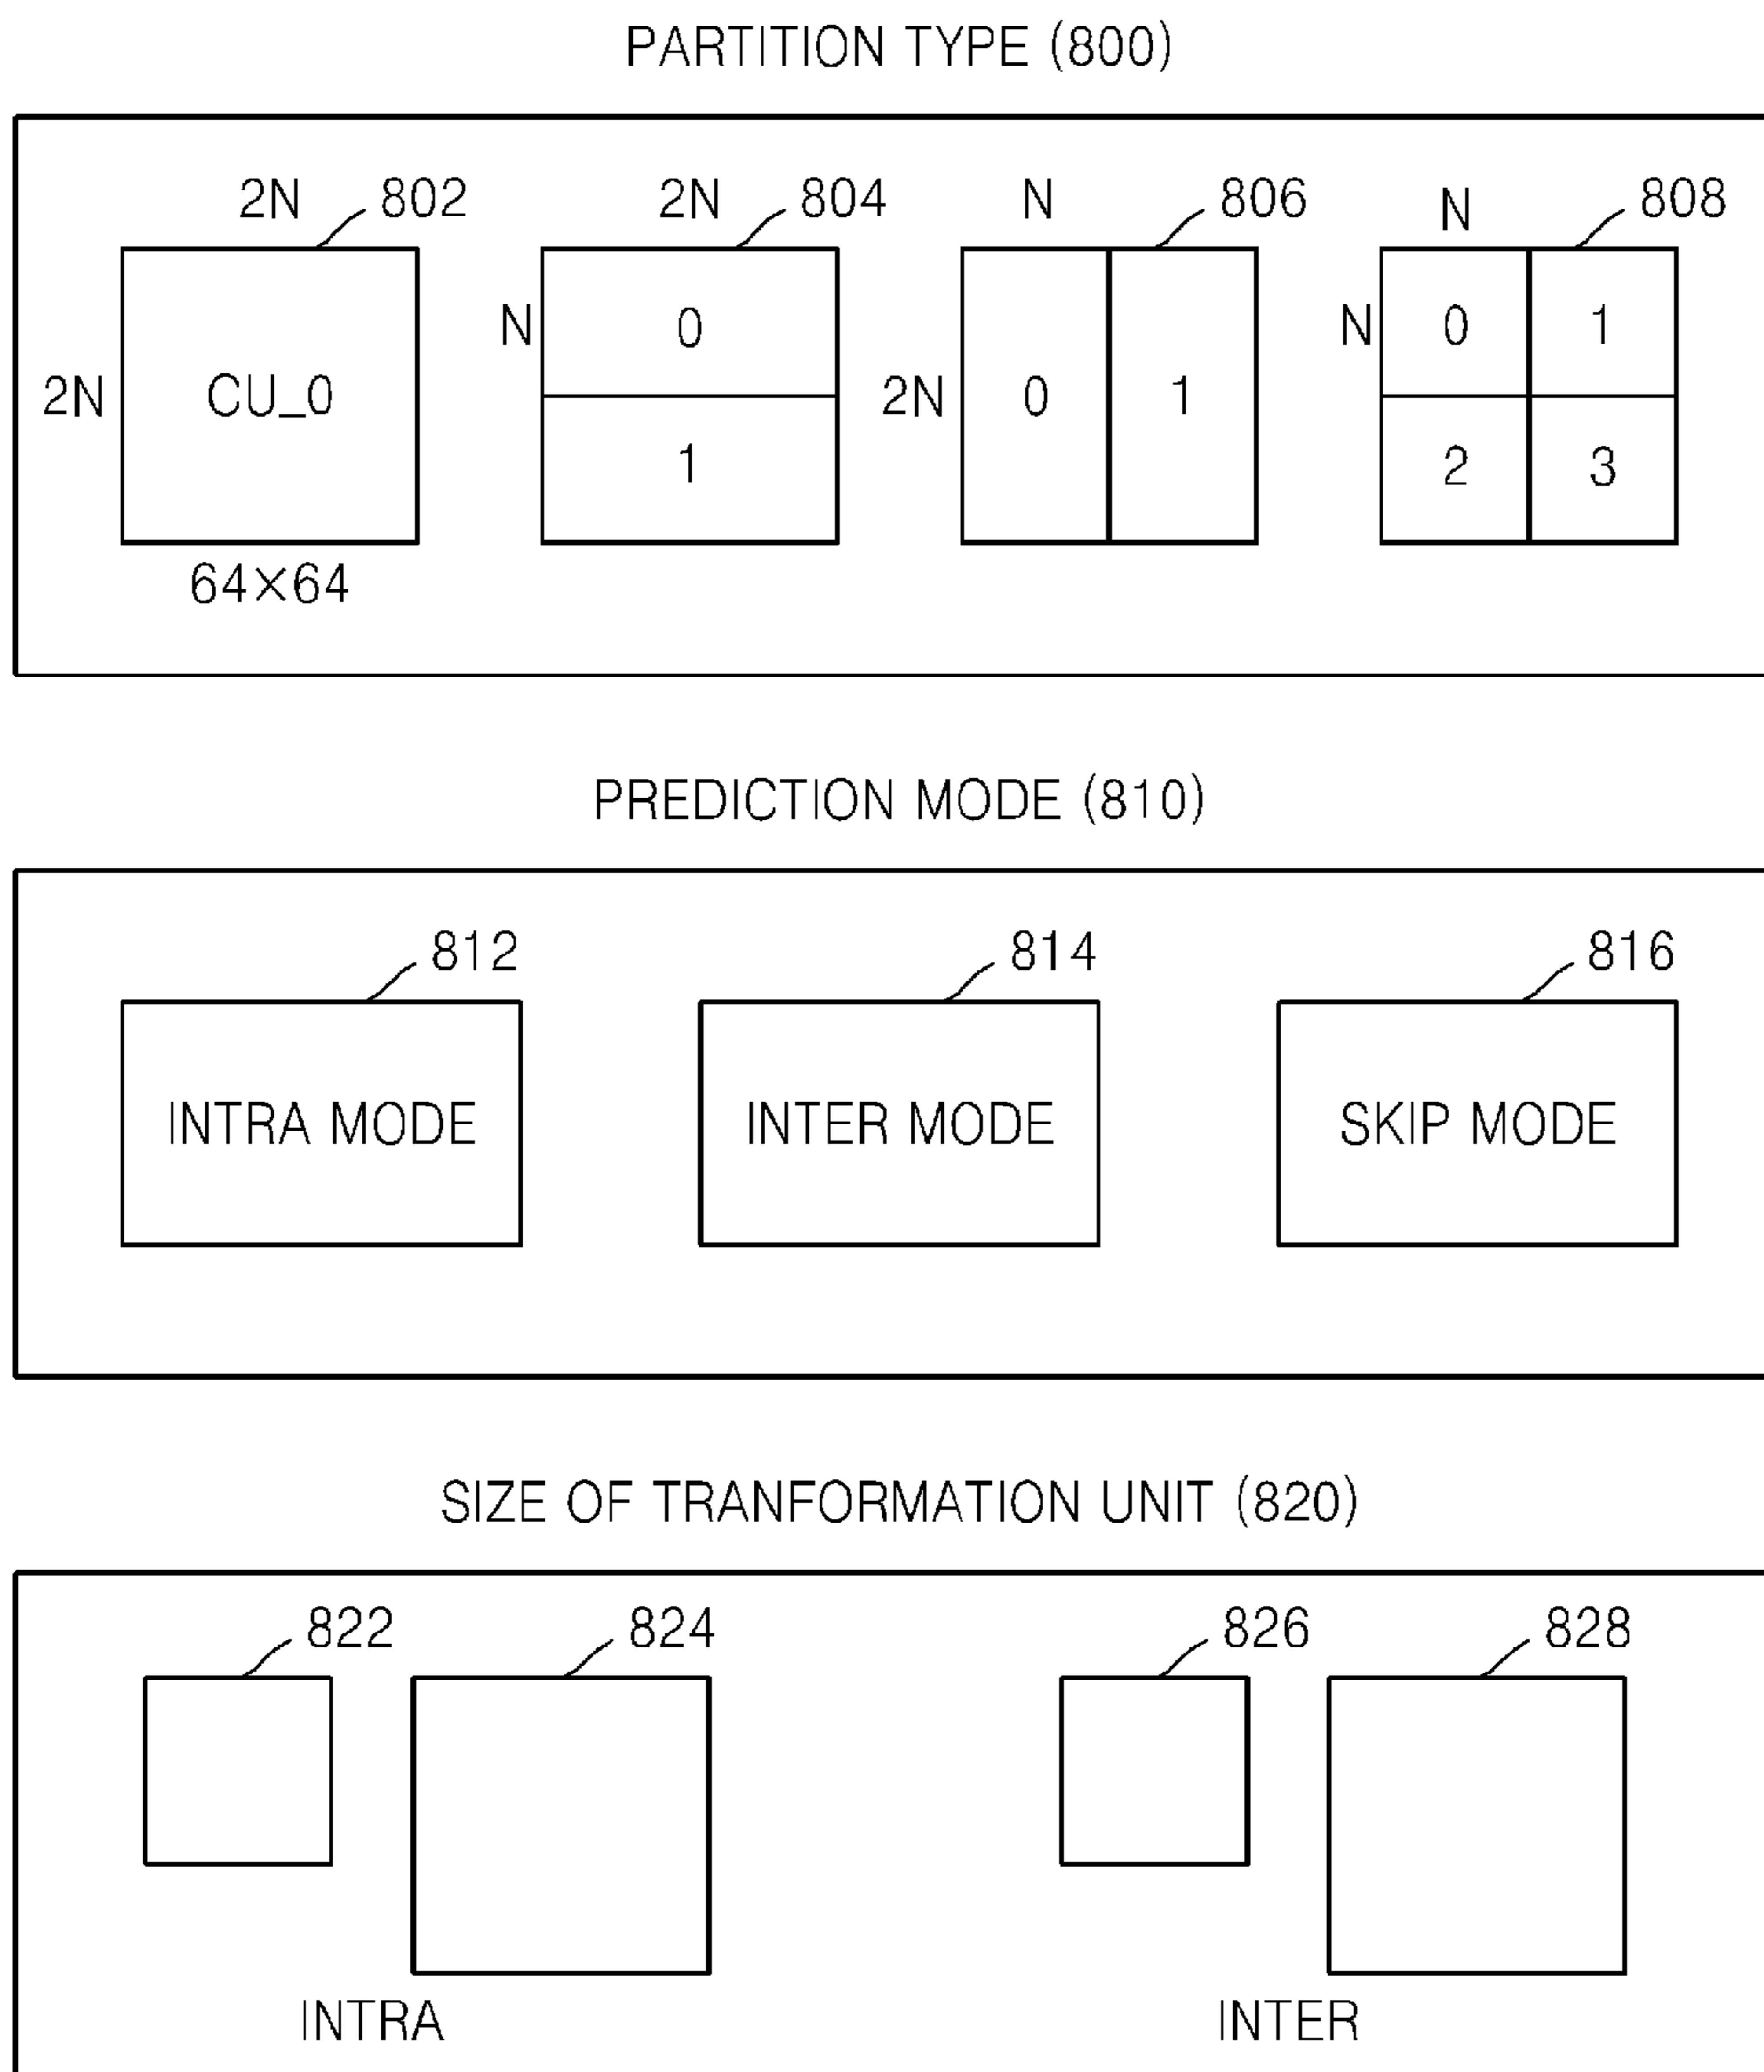 PARTITION TYPE (800)
2N 802 2N 804 N 806 N 808
N 0 N 0 1
2N CU_0 2N 0 1
1 2 3
64×64
PREDICTION MODE (810)
812 814 816
INTRA MODE INTER MODE SKIP MODE
SIZE OF TRANFORMATION UNIT (820)
822 824 826 828
INTRA INTER